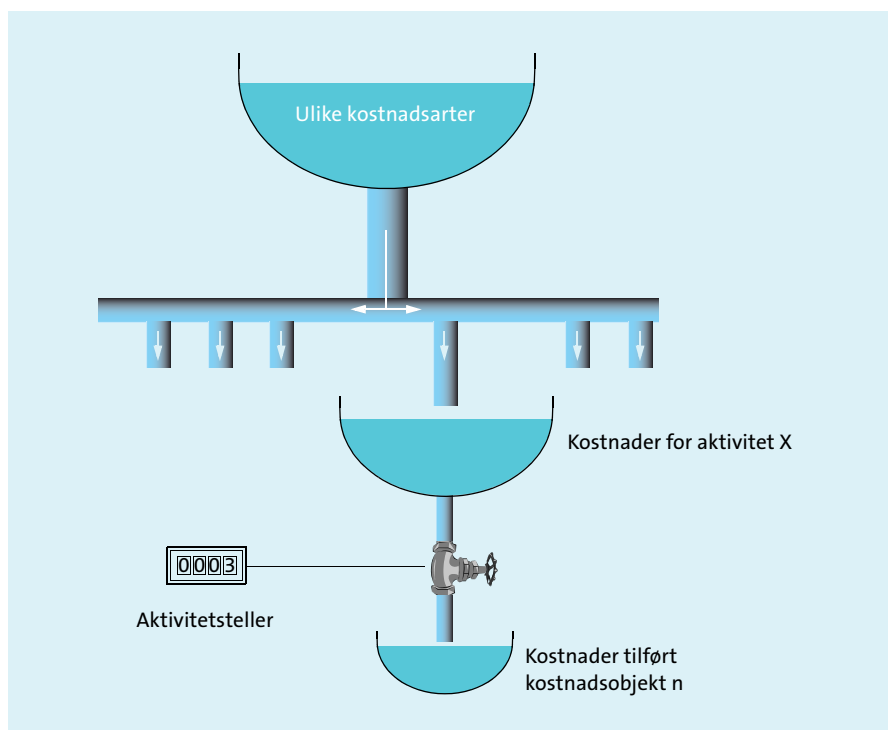 Ulike kostnadsarter
Kostnader for aktivitet X
0003
Aktivitetsteller
Kostnader tilført
kostnadsobjekt n